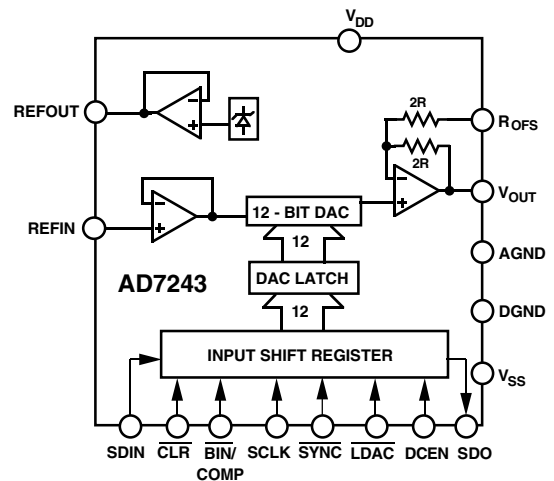 VDD
REFOUT
2R
ROFS
2R
VOUT
REFIN
12 - BIT DAC
12
AGND
DAC LATCH
AD7243
12
DGND
INPUT SHIFT REGISTER
VSS
SDIN
CLR
BIN/
COMP
SCLK
SYNC
LDAC
DCEN
SDO